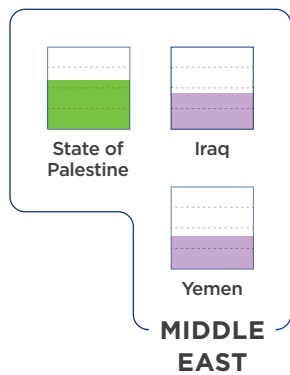 State of
Palestine
Iraq
Yemen
MIDDLE
EAST